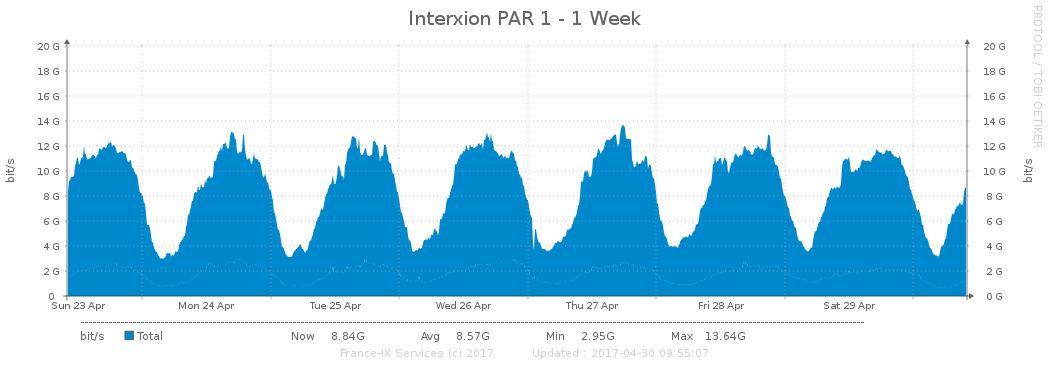 Interxion PAR 1 - 1 Week
RRDTOOL / TOBI OETIKER
bit/s
20 G 20 G
18 G 18 G
16 G 16 G
14 G 14 G
12 G 12 G
10 G 10 G
8 G 8 G
6 G 6 G
4 G 4 G
2 G 2 G
0 0 G
bit/s
Sun 23 Apr Mon 24 Apr Tue 25 Apr Wed 26 Apr Thu 27 Apr Fri 28 Apr Sat 29 Apr
bit/s Total Now 8.84G Avg 8.57G Min 2.95G Max 13.64G
France-IX Services (c) 2017 Updated : 2017-04-30 09:55:07